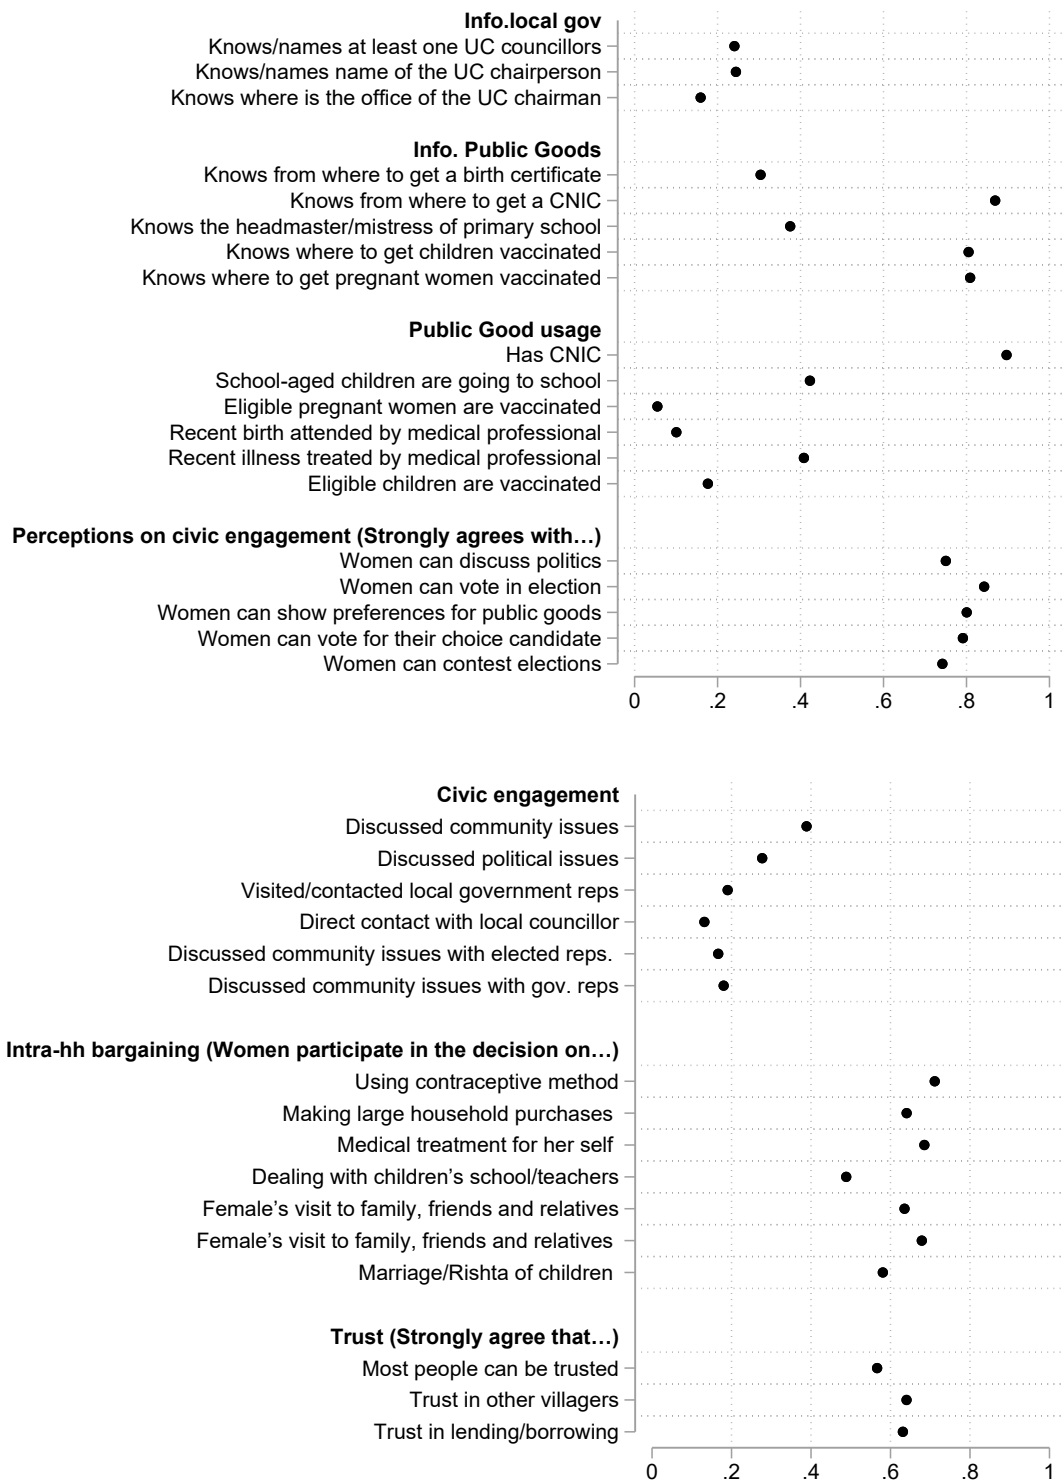 Info.local gov
Knows/names at least one UC councillors
Knows/names name of the UC chairperson
Knows where is the office of the UC chairman
Info. Public Goods
Knows from where to get a birth certificate
Knows from where to get a CNIC
Knows the headmaster/mistress of primary school
Knows where to get children vaccinated
Knows where to get pregnant women vaccinated
Public Good usage
Has CNIC
School-aged children are going to school
Eligible pregnant women are vaccinated
Recent birth attended by medical professional
Recent illness treated by medical professional
Eligible children are vaccinated
Perceptions on civic engagement (Strongly agrees with…)
Women can discuss politics
Women can vote in election
Women can show preferences for public goods
Women can vote for their choice candidate
Women can contest elections
0 .2 .4 .6 .8 1
Civic engagement
Discussed community issues
Discussed political issues
Visited/contacted local government reps
Direct contact with local councillor
Discussed community issues with elected reps.
Discussed community issues with gov. reps
Intra-hh bargaining (Women participate in the decision on…)
Using contraceptive method
Making large household purchases
Medical treatment for her self
Dealing with children’s school/teachers
Female’s visit to family, friends and relatives
Female’s visit to family, friends and relatives
Marriage/Rishta of children
Trust (Strongly agree that…)
Most people can be trusted
Trust in other villagers
Trust in lending/borrowing
0 .2 .4 .6 .8 1